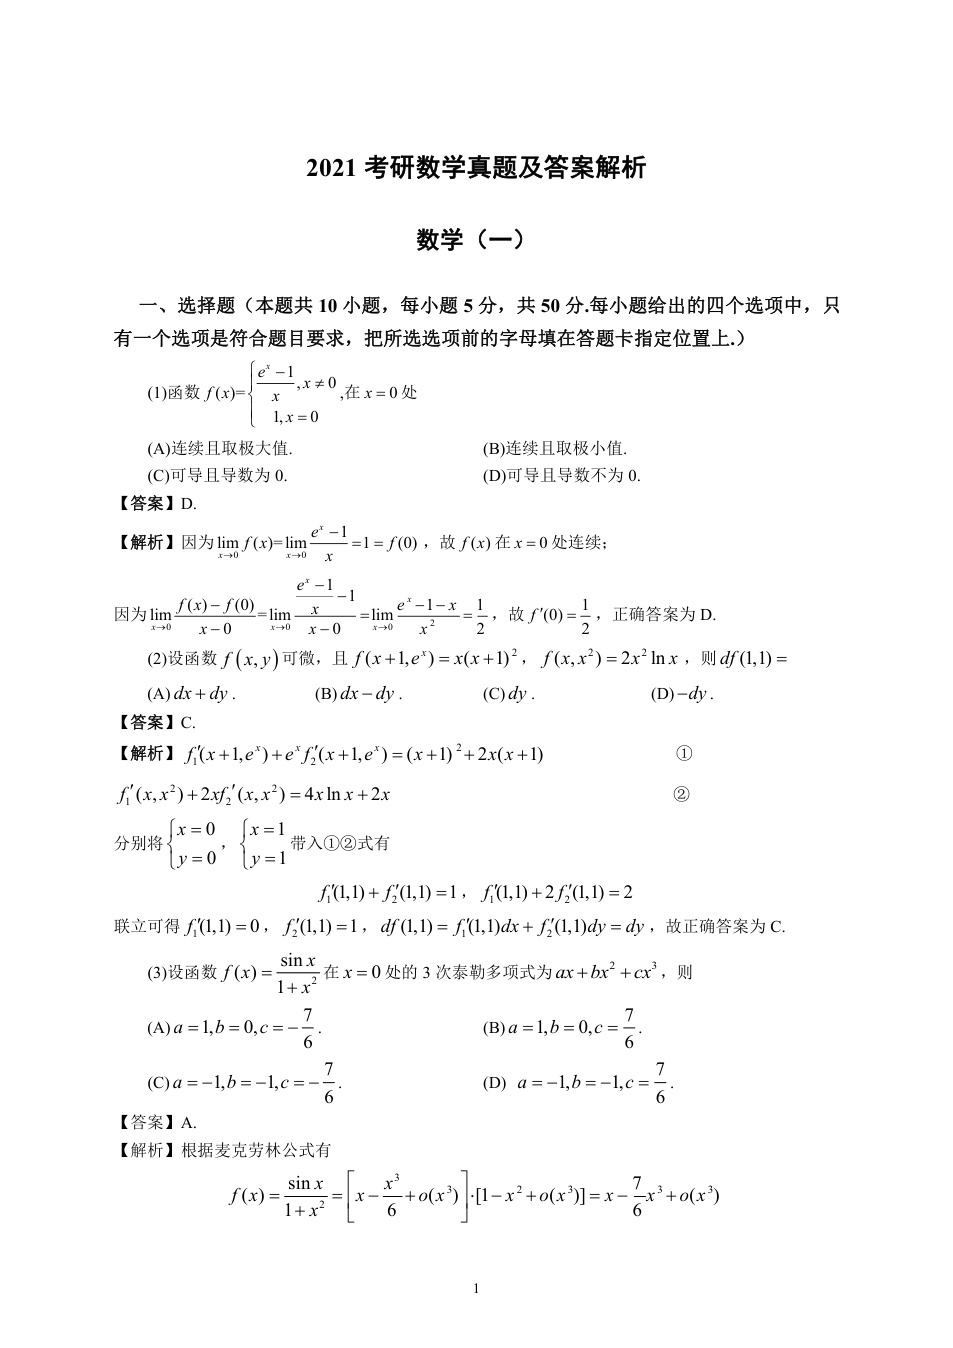 2021 考研数学真题及答案解析
数学（一）
一、选择题（本题共 10 小题，每小题 5 分，共 50 分.每小题给出的四个选项中，只
有一个选项是符合题目要求，把所选选项前的字母填在答题卡指定位置上.）
(1)函数 f(x)={ (e^x−1)/x, x≠0; 1, x=0 ,在 x=0 处
(A)连续且取极大值. (B)连续且取极小值.
(C)可导且导数为 0. (D)可导且导数不为 0.
【答案】D.
【解析】因为 lim_{x→0} f(x)=lim_{x→0} (e^x−1)/x=1=f(0)，故 f(x) 在 x=0 处连续；
因为 lim_{x→0} (f(x)−f(0))/(x−0)=lim_{x→0} ((e^x−1)/x−1)/(x−0)=lim_{x→0} (e^x−1−x)/x^2=1/2，故 f′(0)=1/2，正确答案为 D.
(2)设函数 f(x,y) 可微，且 f(x+1,e^x)=x(x+1)^2，f(x,x^2)=2x^2 ln x，则 df(1,1)=
(A) dx+dy. (B) dx−dy. (C) dy. (D) −dy.
【答案】C.
【解析】f₁′(x+1,e^x)+e^x f₂′(x+1,e^x)=(x+1)^2+2x(x+1) ①
f₁′(x,x^2)+2xf₂′(x,x^2)=4x ln x+2x ②
分别将 {x=0 y=0，{x=1 y=1 带入①②式有
f₁′(1,1)+f₂′(1,1)=1，f₁′(1,1)+2f₂′(1,1)=2
联立可得 f₁′(1,1)=0，f₂′(1,1)=1，df(1,1)=f₁′(1,1)dx+f₂′(1,1)dy=dy，故正确答案为 C.
(3)设函数 f(x)=sin x/(1+x^2) 在 x=0 处的 3 次泰勒多项式为 ax+bx^2+cx^3，则
(A) a=1,b=0,c=−7/6. (B) a=1,b=0,c=7/6.
(C) a=−1,b=−1,c=−7/6. (D) a=−1,b=−1,c=7/6.
【答案】A.
【解析】根据麦克劳林公式有
f(x)=sin x/(1+x^2)=[x−x^3/6+o(x^3)]·[1−x^2+o(x^3)]=x−7/6x^3+o(x^3)
1